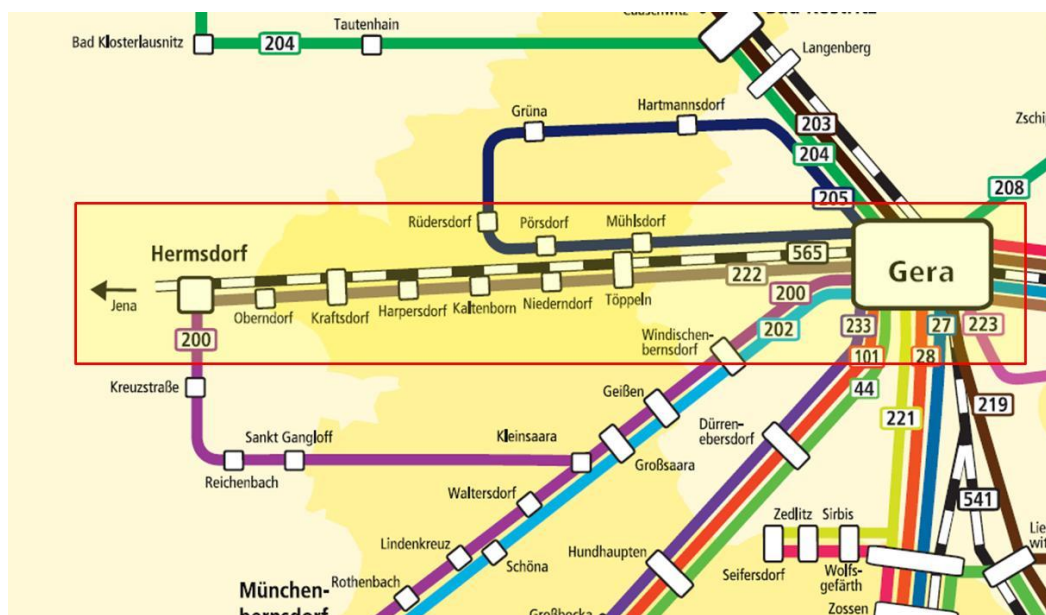 Bad Köstritz
Caaschwitz
Tautenhain
Bad Klosterlausnitz
204
Langenberg
Grüna
Hartmannsdorf
203
204
205
208
Rüdersdorf
Pörsdorf
Mühlsdorf
Hermsdorf
565
Gera
222
Jena
Oberndorf
Kraftsdorf
Harpersdorf
Kaltenborn
Niederndorf
Töppeln
200
202
233
27
223
200
Windischen-
bernsdorf
101
28
Kreuzstraße
44
Geißen
221
219
Dürren-
ebersdorf
Kleinsaara
Sankt Gangloff
Großsaara
Reichenbach
Waltersdorf
541
Zedlitz
Sirbis
Lindenkreuz
Schöna
Hundhaupten
Seifersdorf
Wolfs-
gefärth
Rothenbach
München-
bernsdorf
Zossen